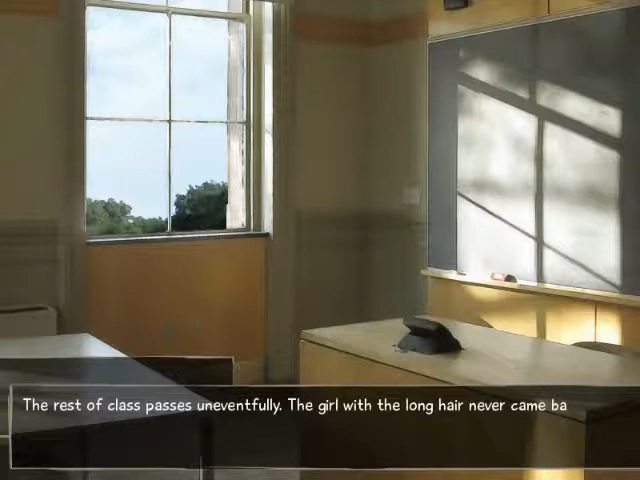 The rest of class passes uneventfully. The girl with the long hair never came ba